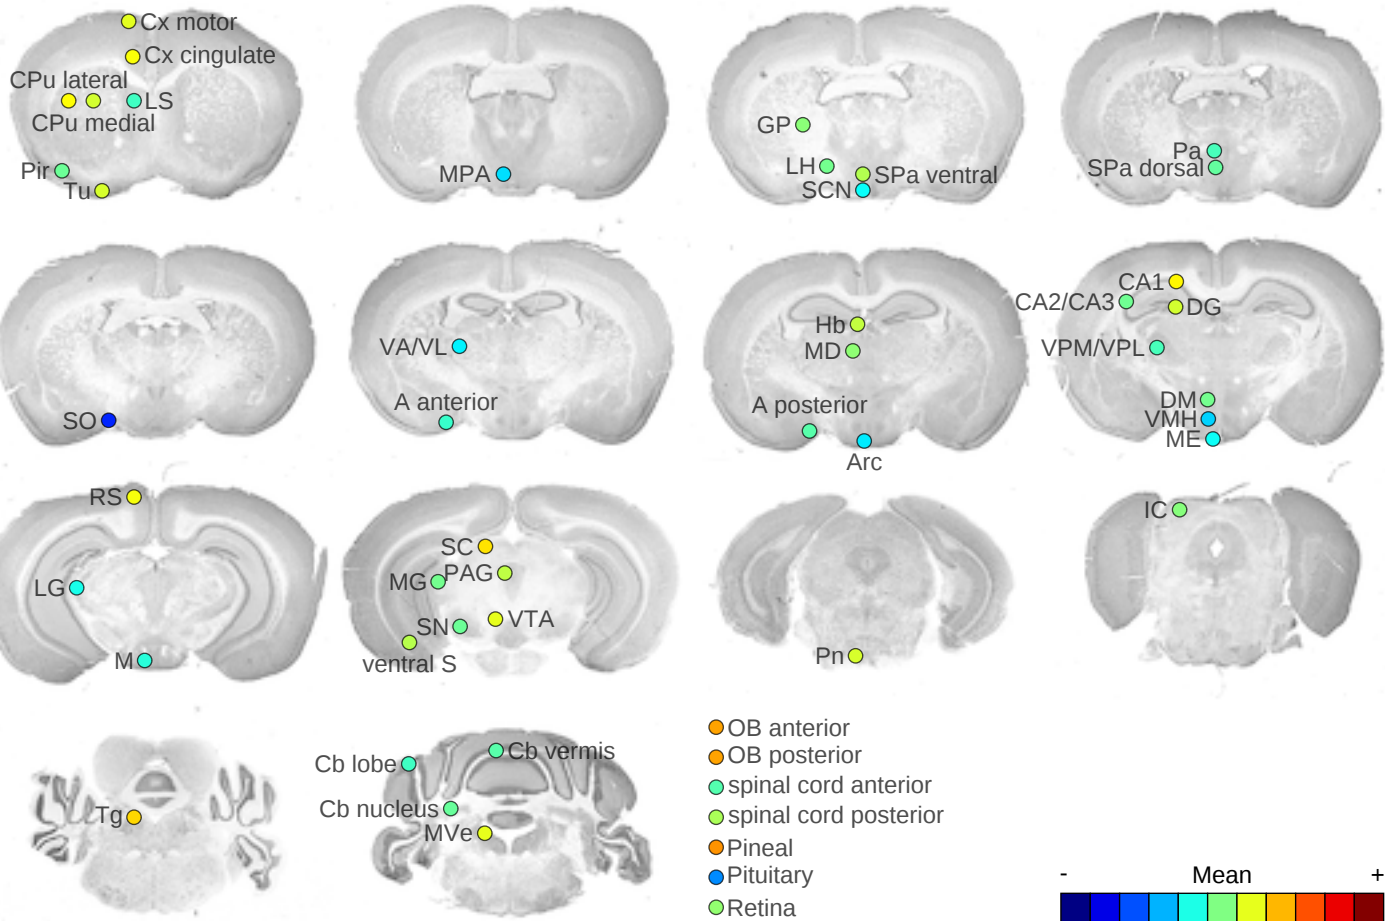 Cx motor
Cx cingulate
CPu lateral
LS
CPu medial
Pir
Tu
MPA
GP
LH
SPa ventral
SCN
Pa
SPa dorsal
SO
VA/VL
A anterior
Hb
MD
A posterior
Arc
CA1
CA2/CA3
DG
VPM/VPL
DM
VMH
ME
RS
LG
M
SC
PAG
MG
VTA
SN
ventral S
Pn
IC
Tg
Cb vermis
Cb lobe
Cb nucleus
MVe
OB anterior
OB posterior
spinal cord anterior
spinal cord posterior
Pineal
Pituitary
Retina
- Mean +